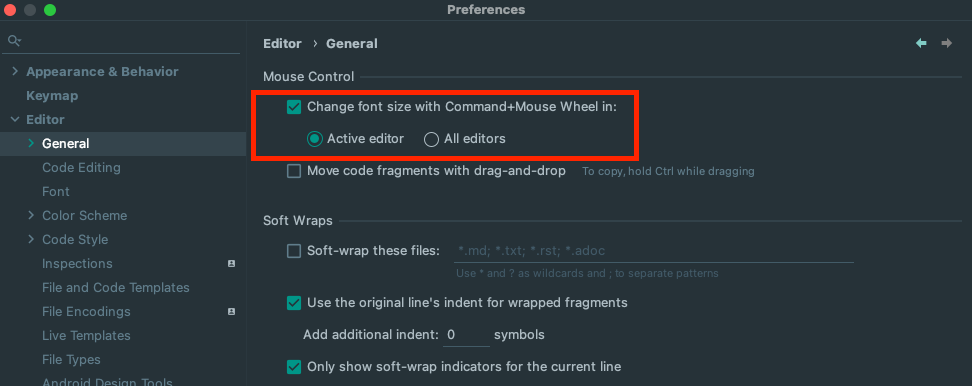 Preferences
Appearance & Behavior
Keymap
Editor
General
Code Editing
Font
Color Scheme
Code Style
Inspections
File and Code Templates
File Encodings
Live Templates
File Types
Android Design Tools
Editor › General
Mouse Control
Change font size with Command+Mouse Wheel in:
Active editor All editors
Move code fragments with drag-and-drop To copy, hold Ctrl while dragging
Soft Wraps
Soft-wrap these files: *.md; *.txt; *.rst; *.adoc
Use * and ? as wildcards and ; to separate patterns
Use the original line's indent for wrapped fragments
Add additional indent: 0 symbols
Only show soft-wrap indicators for the current line